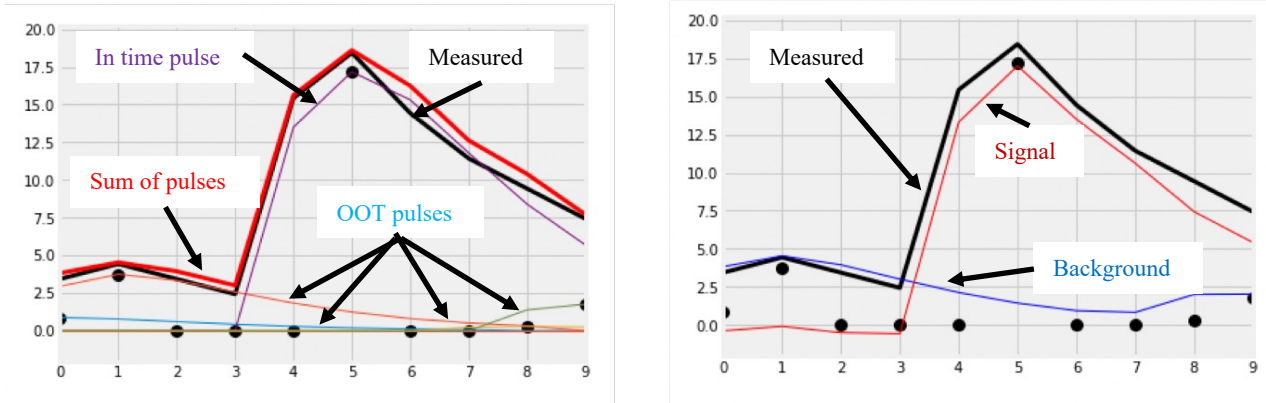 20.0
17.5
15.0
12.5
10.0
7.5
5.0
2.5
0.0
0 1 2 3 4 5 6 7 8 9
In time pulse
Measured
Sum of pulses
OOT pulses
20.0
17.5
15.0
12.5
10.0
7.5
5.0
2.5
0.0
0 1 2 3 4 5 6 7 8 9
Measured
Signal
Background